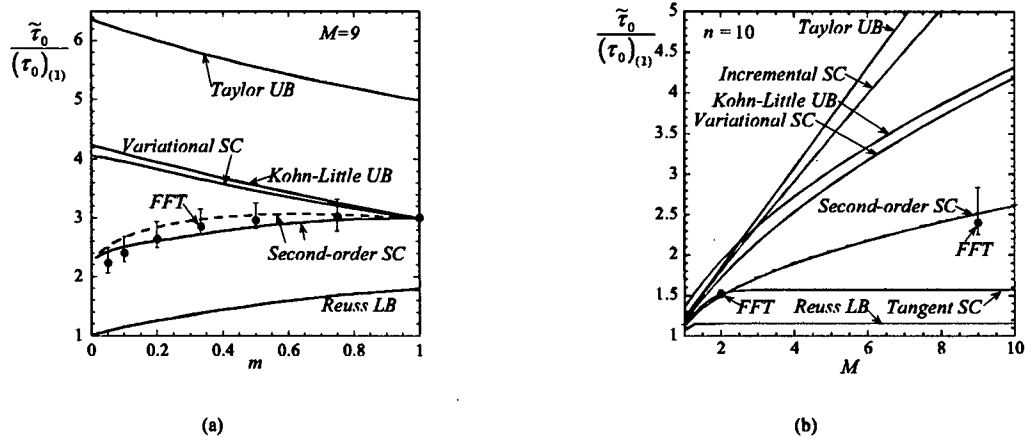 τ̃₀
(τ₀)₍₁₎
6
5
4
3
2
1
M=9
Taylor UB
Variational SC
Kohn-Little UB
FFT
Second-order SC
Reuss LB
0 0.2 0.4 0.6 0.8 1
m
(a)
τ̃₀
(τ₀)₍₁₎
5
4.5
4
3.5
3
2.5
2
1.5
1
n = 10
Taylor UB
Incremental SC
Kohn-Little UB
Variational SC
Second-order SC
FFT
FFT
Reuss LB
Tangent SC
2 4 6 8 10
M
(b)